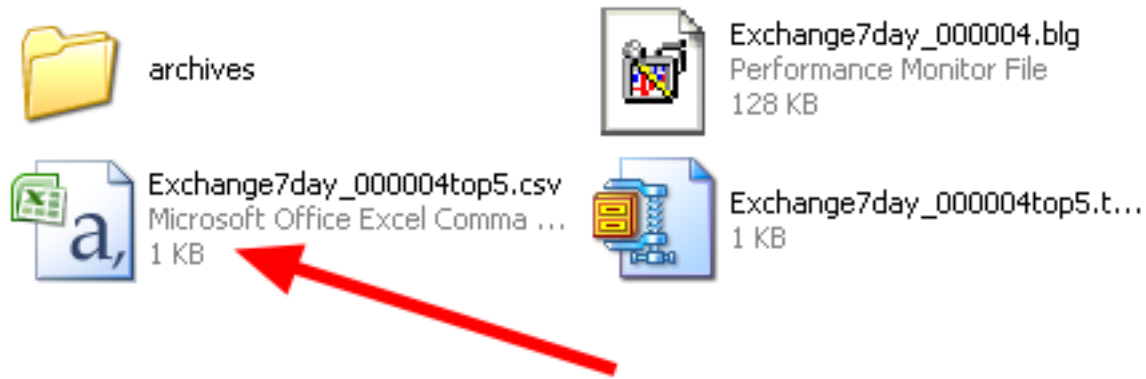 archives
Exchange7day_000004.blg
Performance Monitor File
128 KB
Exchange7day_000004top5.csv
Microsoft Office Excel Comma ...
1 KB
Exchange7day_000004top5.t...
1 KB
a,